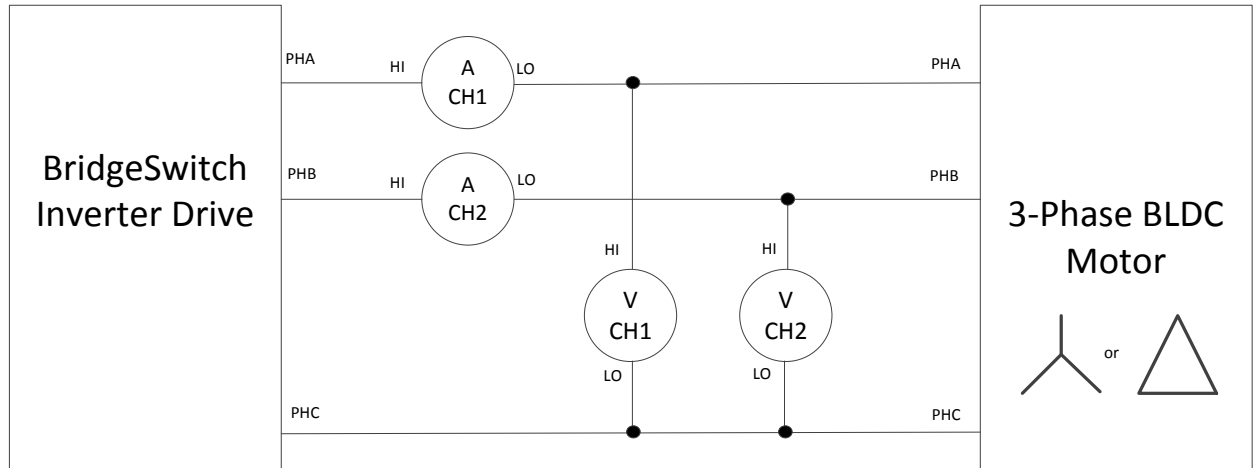 PHA
HI
A
CH1
LO
PHA
BridgeSwitch
Inverter Drive
PHB
HI
A
CH2
LO
PHB
3-Phase BLDC
Motor
HI
V
CH1
LO
HI
V
CH2
LO
or
PHC
PHC